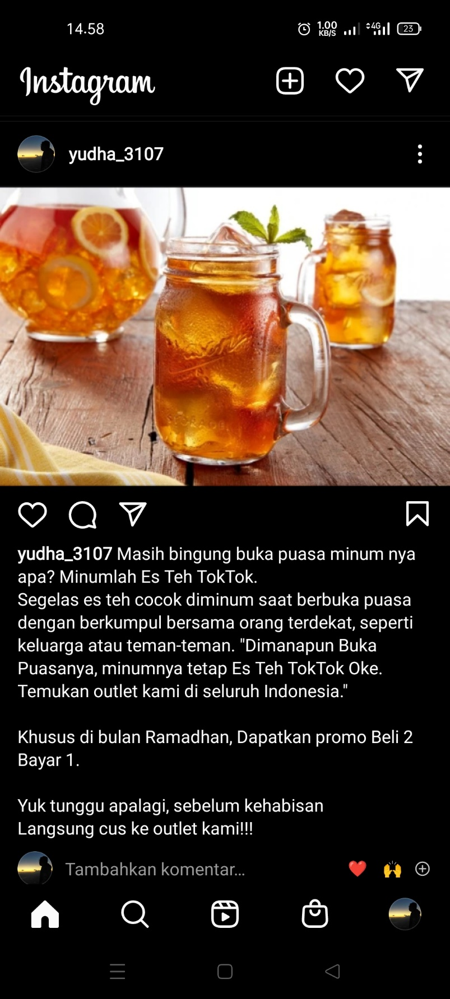 14.58
1.00
KB/S
4G
23
Instagram
yudha_3107
yudha_3107 Masih bingung buka puasa minum nya
apa? Minumlah Es Teh TokTok.
Segelas es teh cocok diminum saat berbuka puasa
dengan berkumpul bersama orang terdekat, seperti
keluarga atau teman-teman. "Dimanapun Buka
Puasanya, minumnya tetap Es Teh TokTok Oke.
Temukan outlet kami di seluruh Indonesia."
Khusus di bulan Ramadhan, Dapatkan promo Beli 2
Bayar 1.
Yuk tunggu apalagi, sebelum kehabisan
Langsung cus ke outlet kami!!!
Tambahkan komentar...